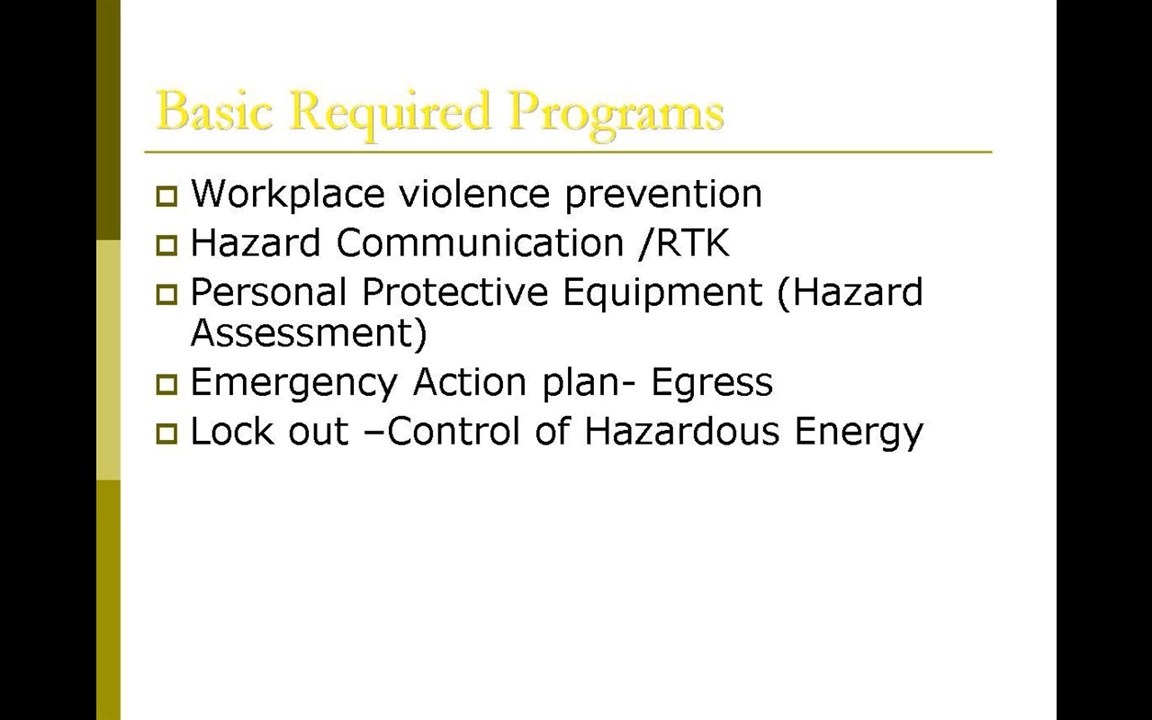 Basic Required Programs
Workplace violence prevention
Hazard Communication /RTK
Personal Protective Equipment (Hazard
Assessment)
Emergency Action plan- Egress
Lock out –Control of Hazardous Energy